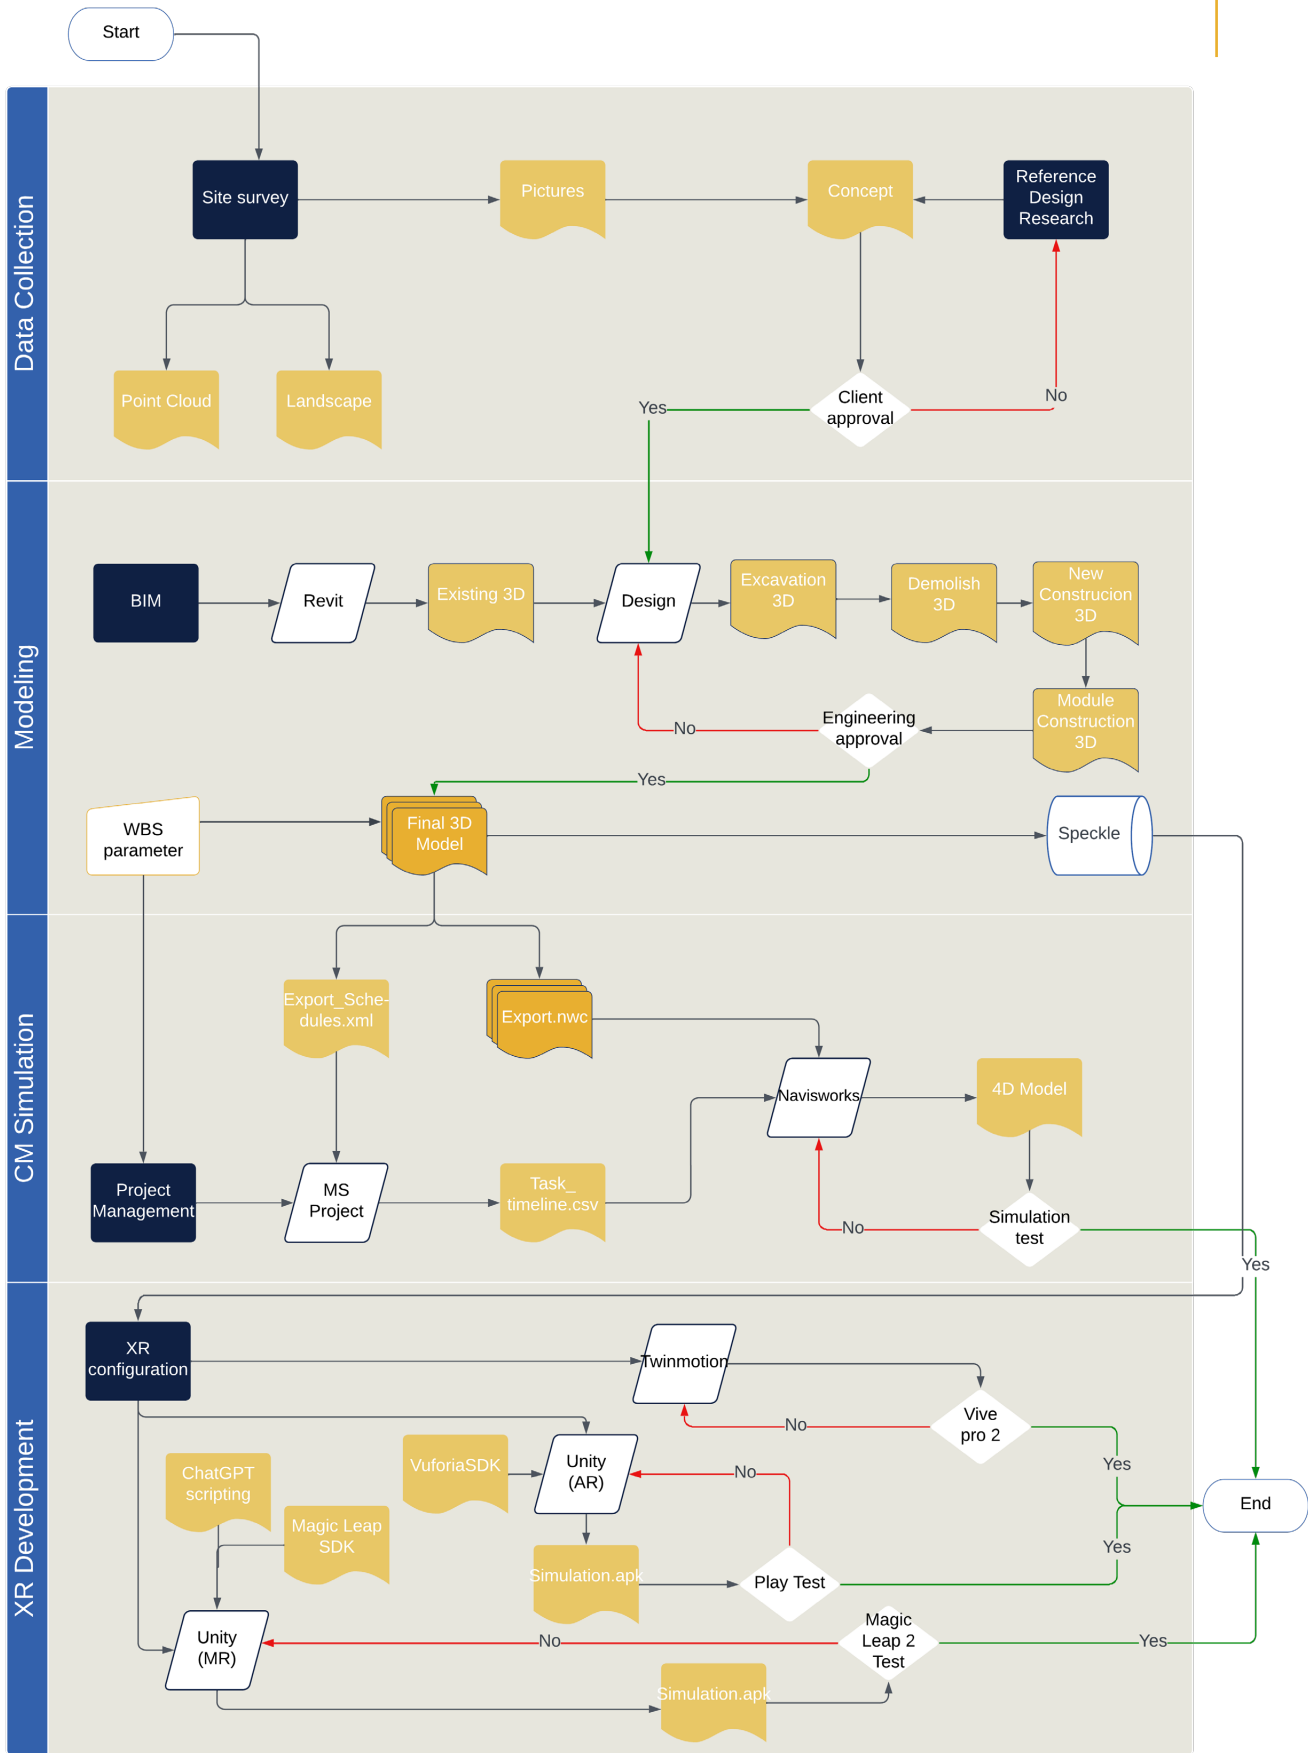 Start
Data Collection
Site survey
Pictures
Concept
Reference
Design
Research
Point Cloud
Landscape
Client
approval
Yes
No
Modeling
BIM
Revit
Existing 3D
Design
Excavation
3D
Demolish
3D
New
Construcion
3D
Module
Construction
3D
Engineering
approval
No
Yes
WBS
parameter
Final 3D
Model
Speckle
CM Simulation
Export_Sche-
dules.xml
Export.nwc
Navisworks
4D Model
Project
Management
MS
Project
Task_
timeline.csv
Simulation
test
No
Yes
XR Development
XR
configuration
Twinmotion
Vive
pro 2
No
Yes
ChatGPT
scripting
Magic Leap
SDK
VuforiaSDK
Unity
(AR)
No
End
Simulation.apk
Play Test
Yes
Unity
(MR)
No
Magic
Leap 2
Test
Yes
Simulation.apk